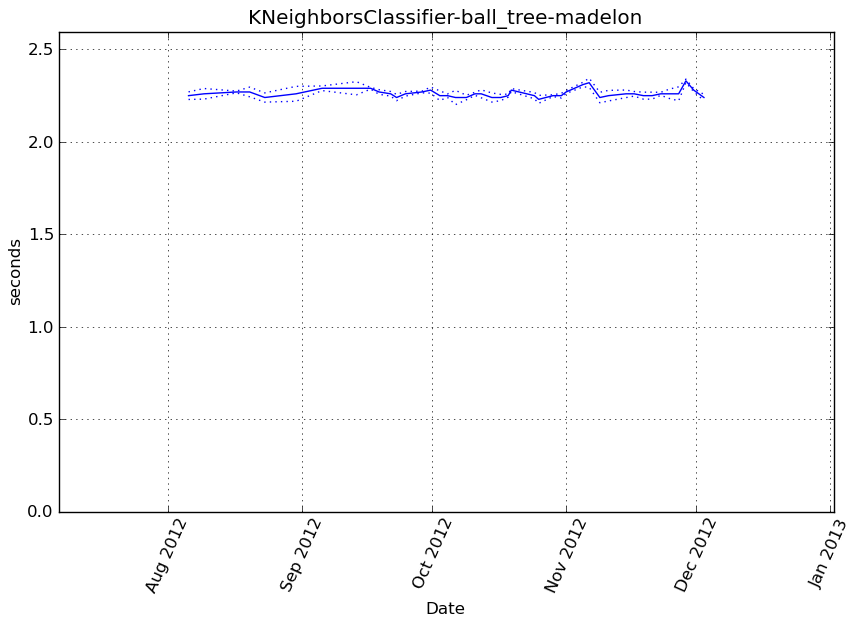 KNeighborsClassifier-ball_tree-madelon
2.5
2.0
1.5
1.0
0.5
0.0
seconds
Aug 2012
Sep 2012
Oct 2012
Nov 2012
Dec 2012
Jan 2013
Date